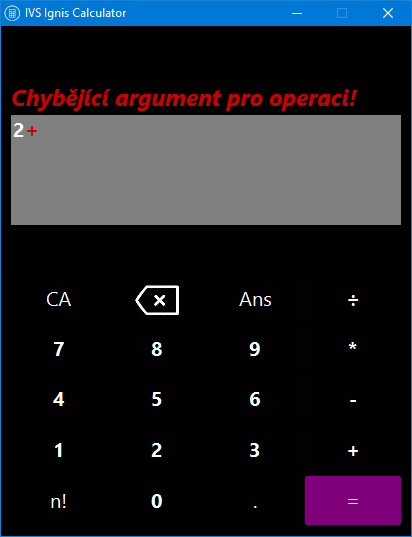 IVS Ignis Calculator
Chybějící argument pro operaci!
2+
CA Ans ÷
7 8 9 *
4 5 6 -
1 2 3 +
n! 0 . =